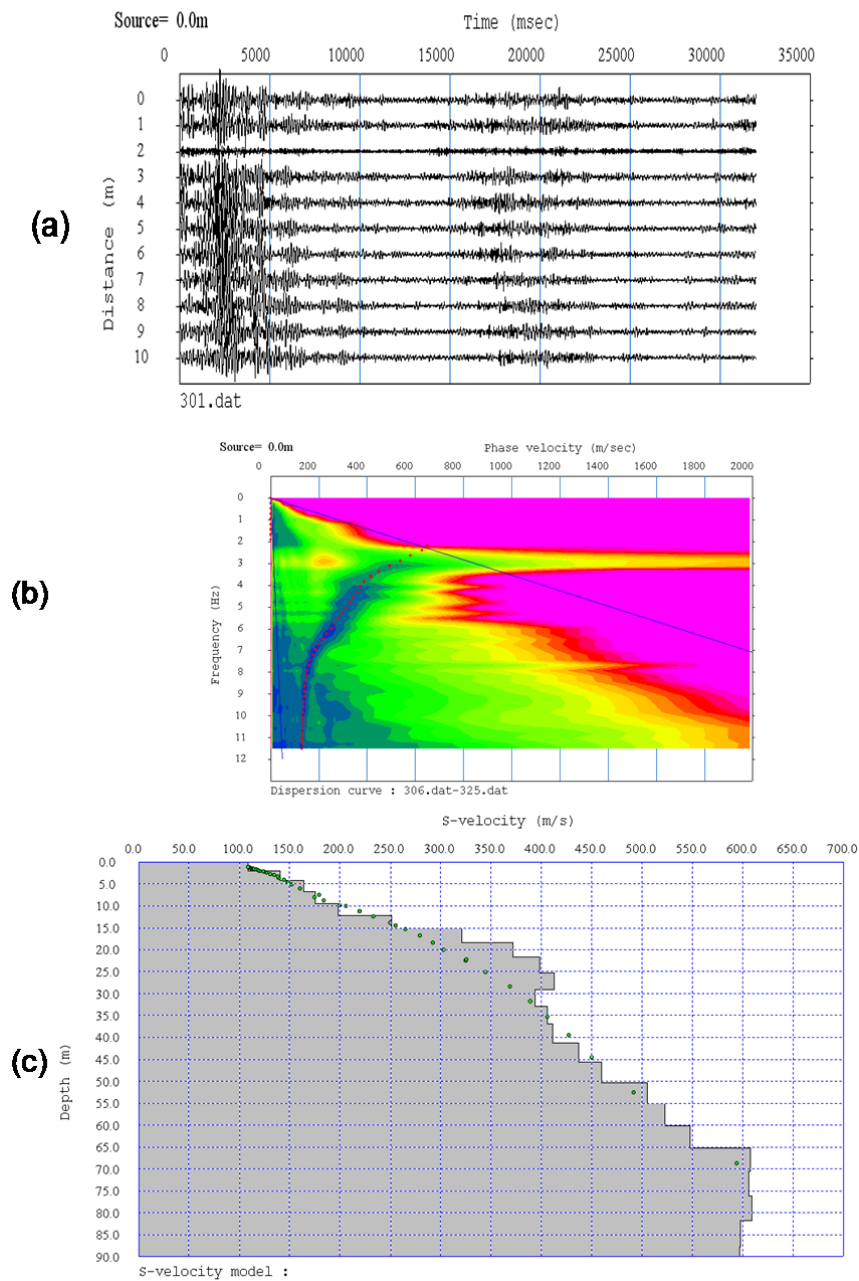 Source= 0.0m
Time (msec)
0 5000 10000 15000 20000 25000 30000 35000
0
1
2
3
4
5
6
7
8
9
10
Distance (m)
(a)
301.dat
Source= 0.0m
Phase velocity (m/sec)
0 200 400 600 800 1000 1200 1400 1600 1800 2000
0
1
2
3
4
5
6
7
8
9
10
11
12
Frequency (Hz)
(b)
Dispersion curve : 306.dat-325.dat
S-velocity (m/s)
0.0 50.0 100.0 150.0 200.0 250.0 300.0 350.0 400.0 450.0 500.0 550.0 600.0 650.0 700.0
0.0
5.0
10.0
15.0
20.0
25.0
30.0
35.0
40.0
45.0
50.0
55.0
60.0
65.0
70.0
75.0
80.0
85.0
90.0
Depth (m)
(c)
S-velocity model :